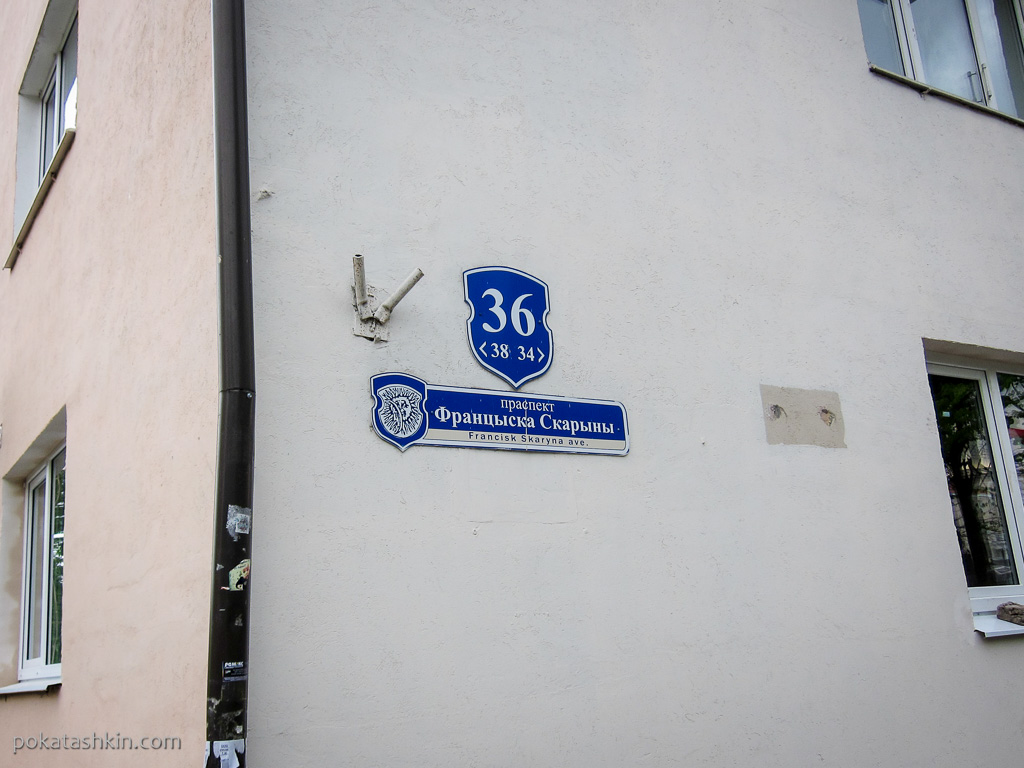 36
<38 34>
праспект
Францыска Скарыны
Francisk Skaryna ave.
pokatashkin.com